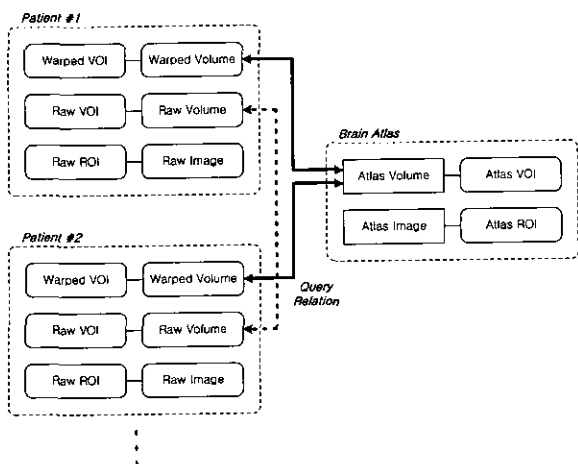 Patient #1
Warped VOI
Warped Volume
Raw VOI
Raw Volume
Raw ROI
Raw Image
Brain Atlas
Atlas Volume
Atlas VOI
Atlas Image
Atlas ROI
Patient #2
Warped VOI
Warped Volume
Query
Relation
Raw VOI
Raw Volume
Raw ROI
Raw Image